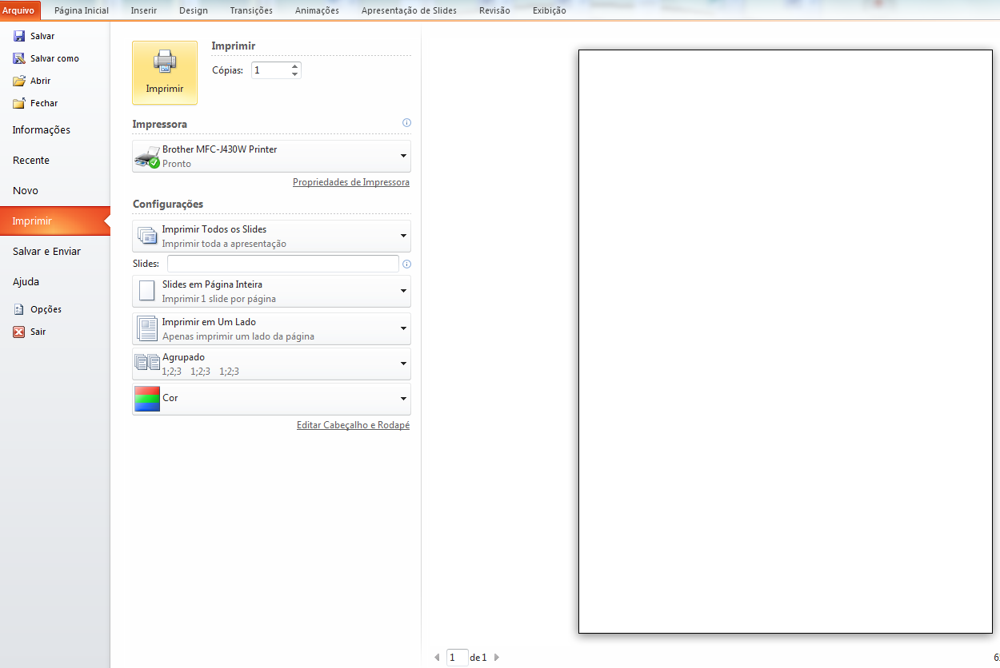 Arquivo Página Inicial Inserir Design Transições Animações Apresentação de Slides Revisão Exibição
Salvar
Salvar como
Abrir
Fechar
Informações
Recente
Novo
Imprimir
Salvar e Enviar
Ajuda
Opções
Sair
Imprimir
Imprimir
Cópias: 1
Impressora
Brother MFC-J430W Printer
Pronto
Propriedades de Impressora
Configurações
Imprimir Todos os Slides
Imprimir toda a apresentação
Slides:
Slides em Página Inteira
Imprimir 1 slide por página
Imprimir em Um Lado
Apenas imprimir um lado da página
Agrupado
1;2;3 1;2;3 1;2;3
Cor
Editar Cabeçalho e Rodapé
1 de 1